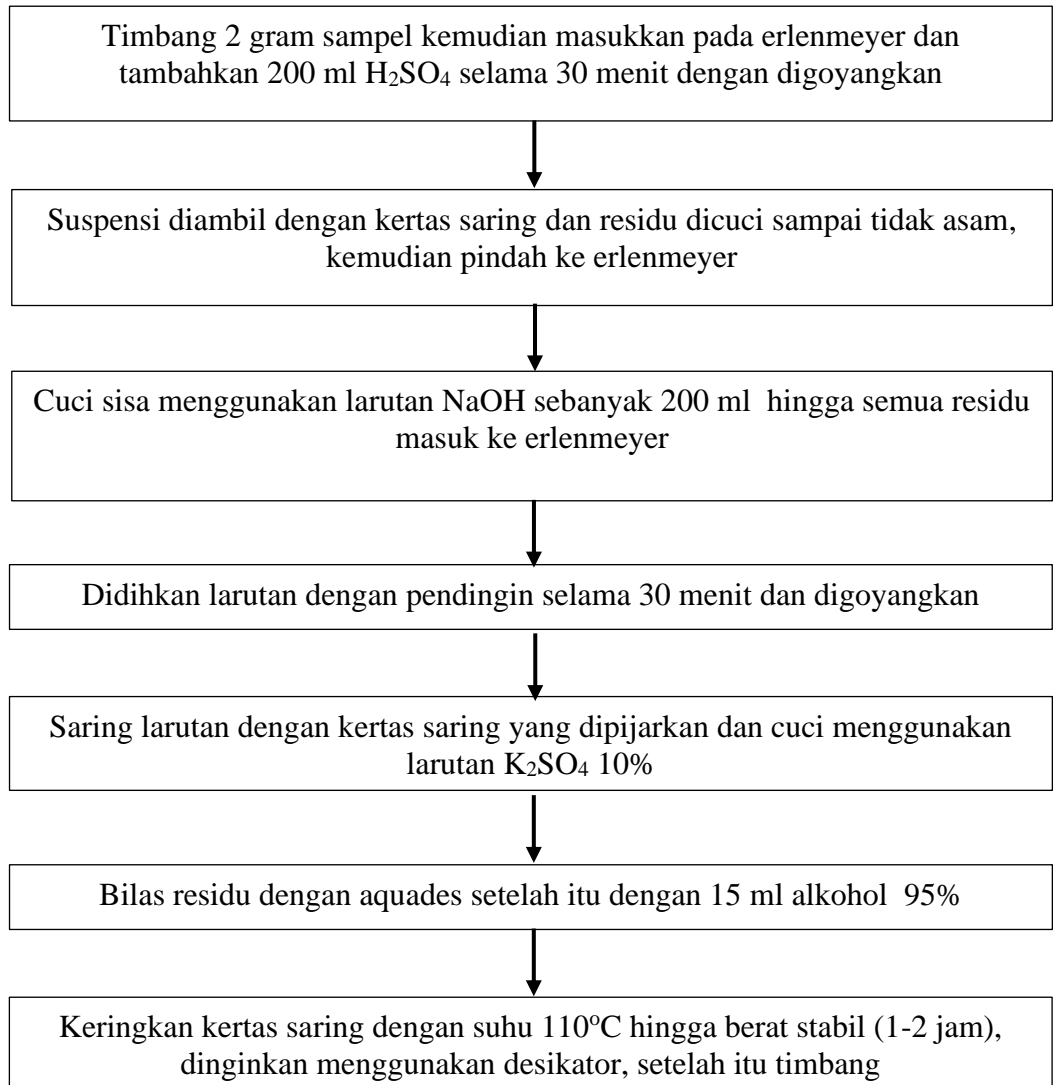 Timbang 2 gram sampel kemudian masukkan pada erlenmeyer dan
tambahkan 200 ml H₂SO₄ selama 30 menit dengan digoyangkan
Suspensi diambil dengan kertas saring dan residu dicuci sampai tidak asam,
kemudian pindah ke erlenmeyer
Cuci sisa menggunakan larutan NaOH sebanyak 200 ml hingga semua residu
masuk ke erlenmeyer
Didihkan larutan dengan pendingin selama 30 menit dan digoyangkan
Saring larutan dengan kertas saring yang dipijarkan dan cuci menggunakan
larutan K₂SO₄ 10%
Bilas residu dengan aquades setelah itu dengan 15 ml alkohol 95%
Keringkan kertas saring dengan suhu 110°C hingga berat stabil (1-2 jam),
dinginkan menggunakan desikator, setelah itu timbang